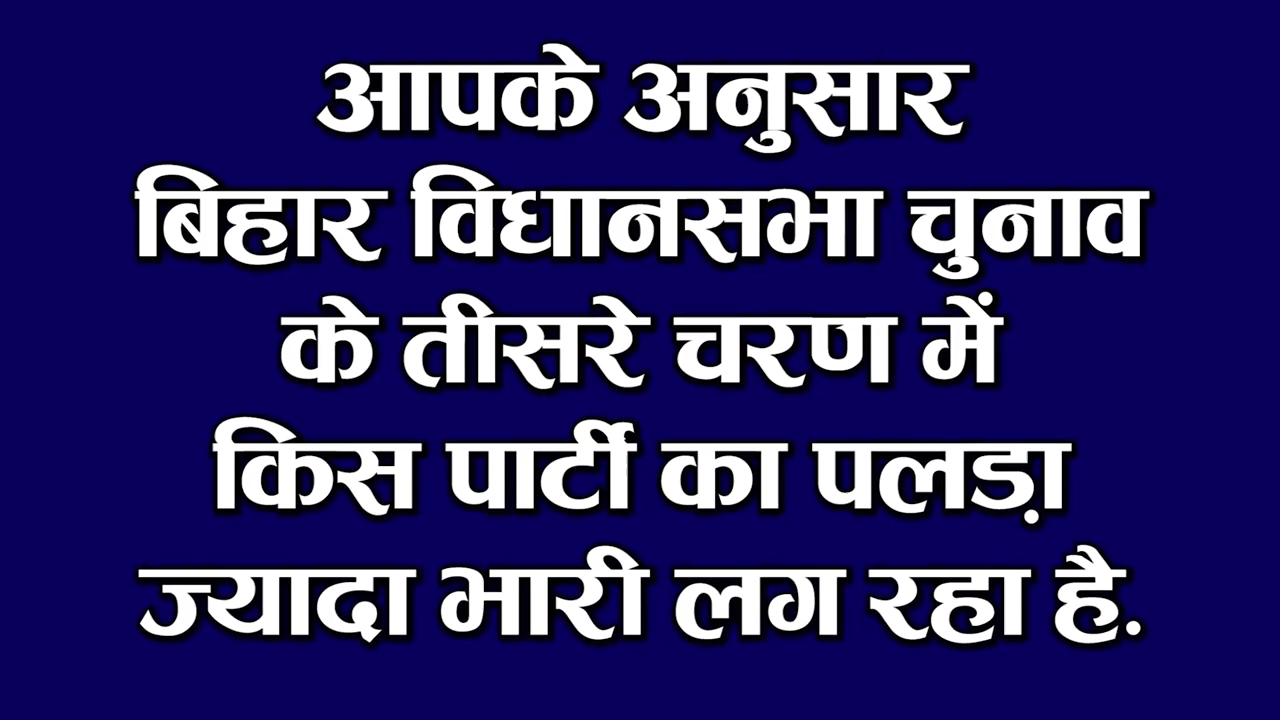 आपके अनुसार
बिहार विधानसभा चुनाव
के तीसरे चरण में
किस पार्टी का पलड़ा
ज्यादा भारी लग रहा है.